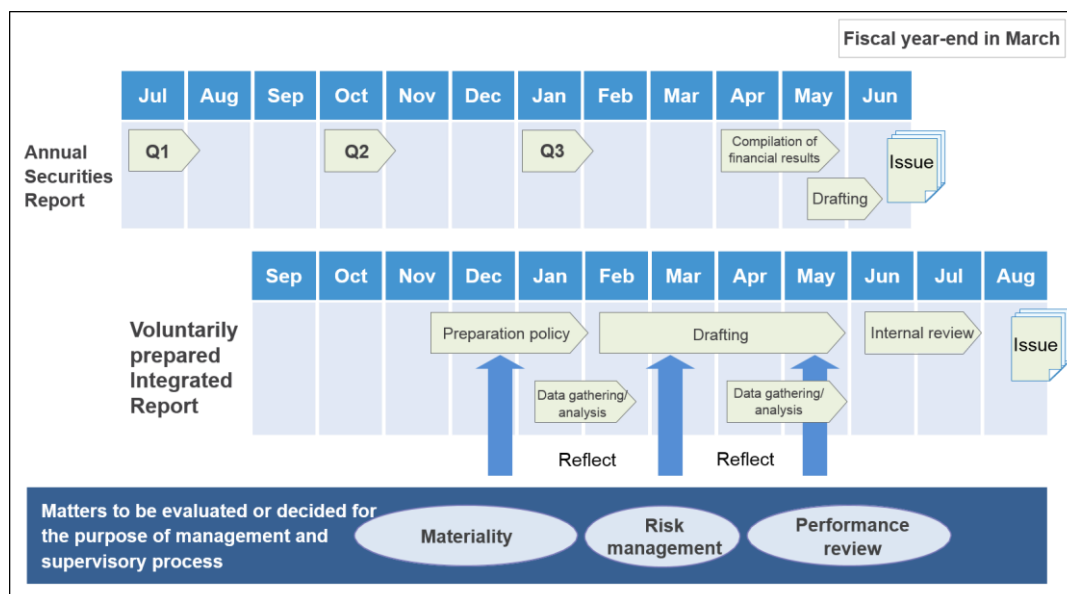 Fiscal year-end in March
Jul Aug Sep Oct Nov Dec Jan Feb Mar Apr May Jun
Annual
Securities
Report
Q1
Q2
Q3
Compilation of
financial results
Drafting
Issue
Sep Oct Nov Dec Jan Feb Mar Apr May Jun Jul Aug
Voluntarily
prepared
Integrated
Report
Preparation policy
Drafting
Internal review
Issue
Data gathering/
analysis
Data gathering/
analysis
Reflect
Reflect
Matters to be evaluated or decided for
the purpose of management and
supervisory process
Materiality
Risk
management
Performance
review